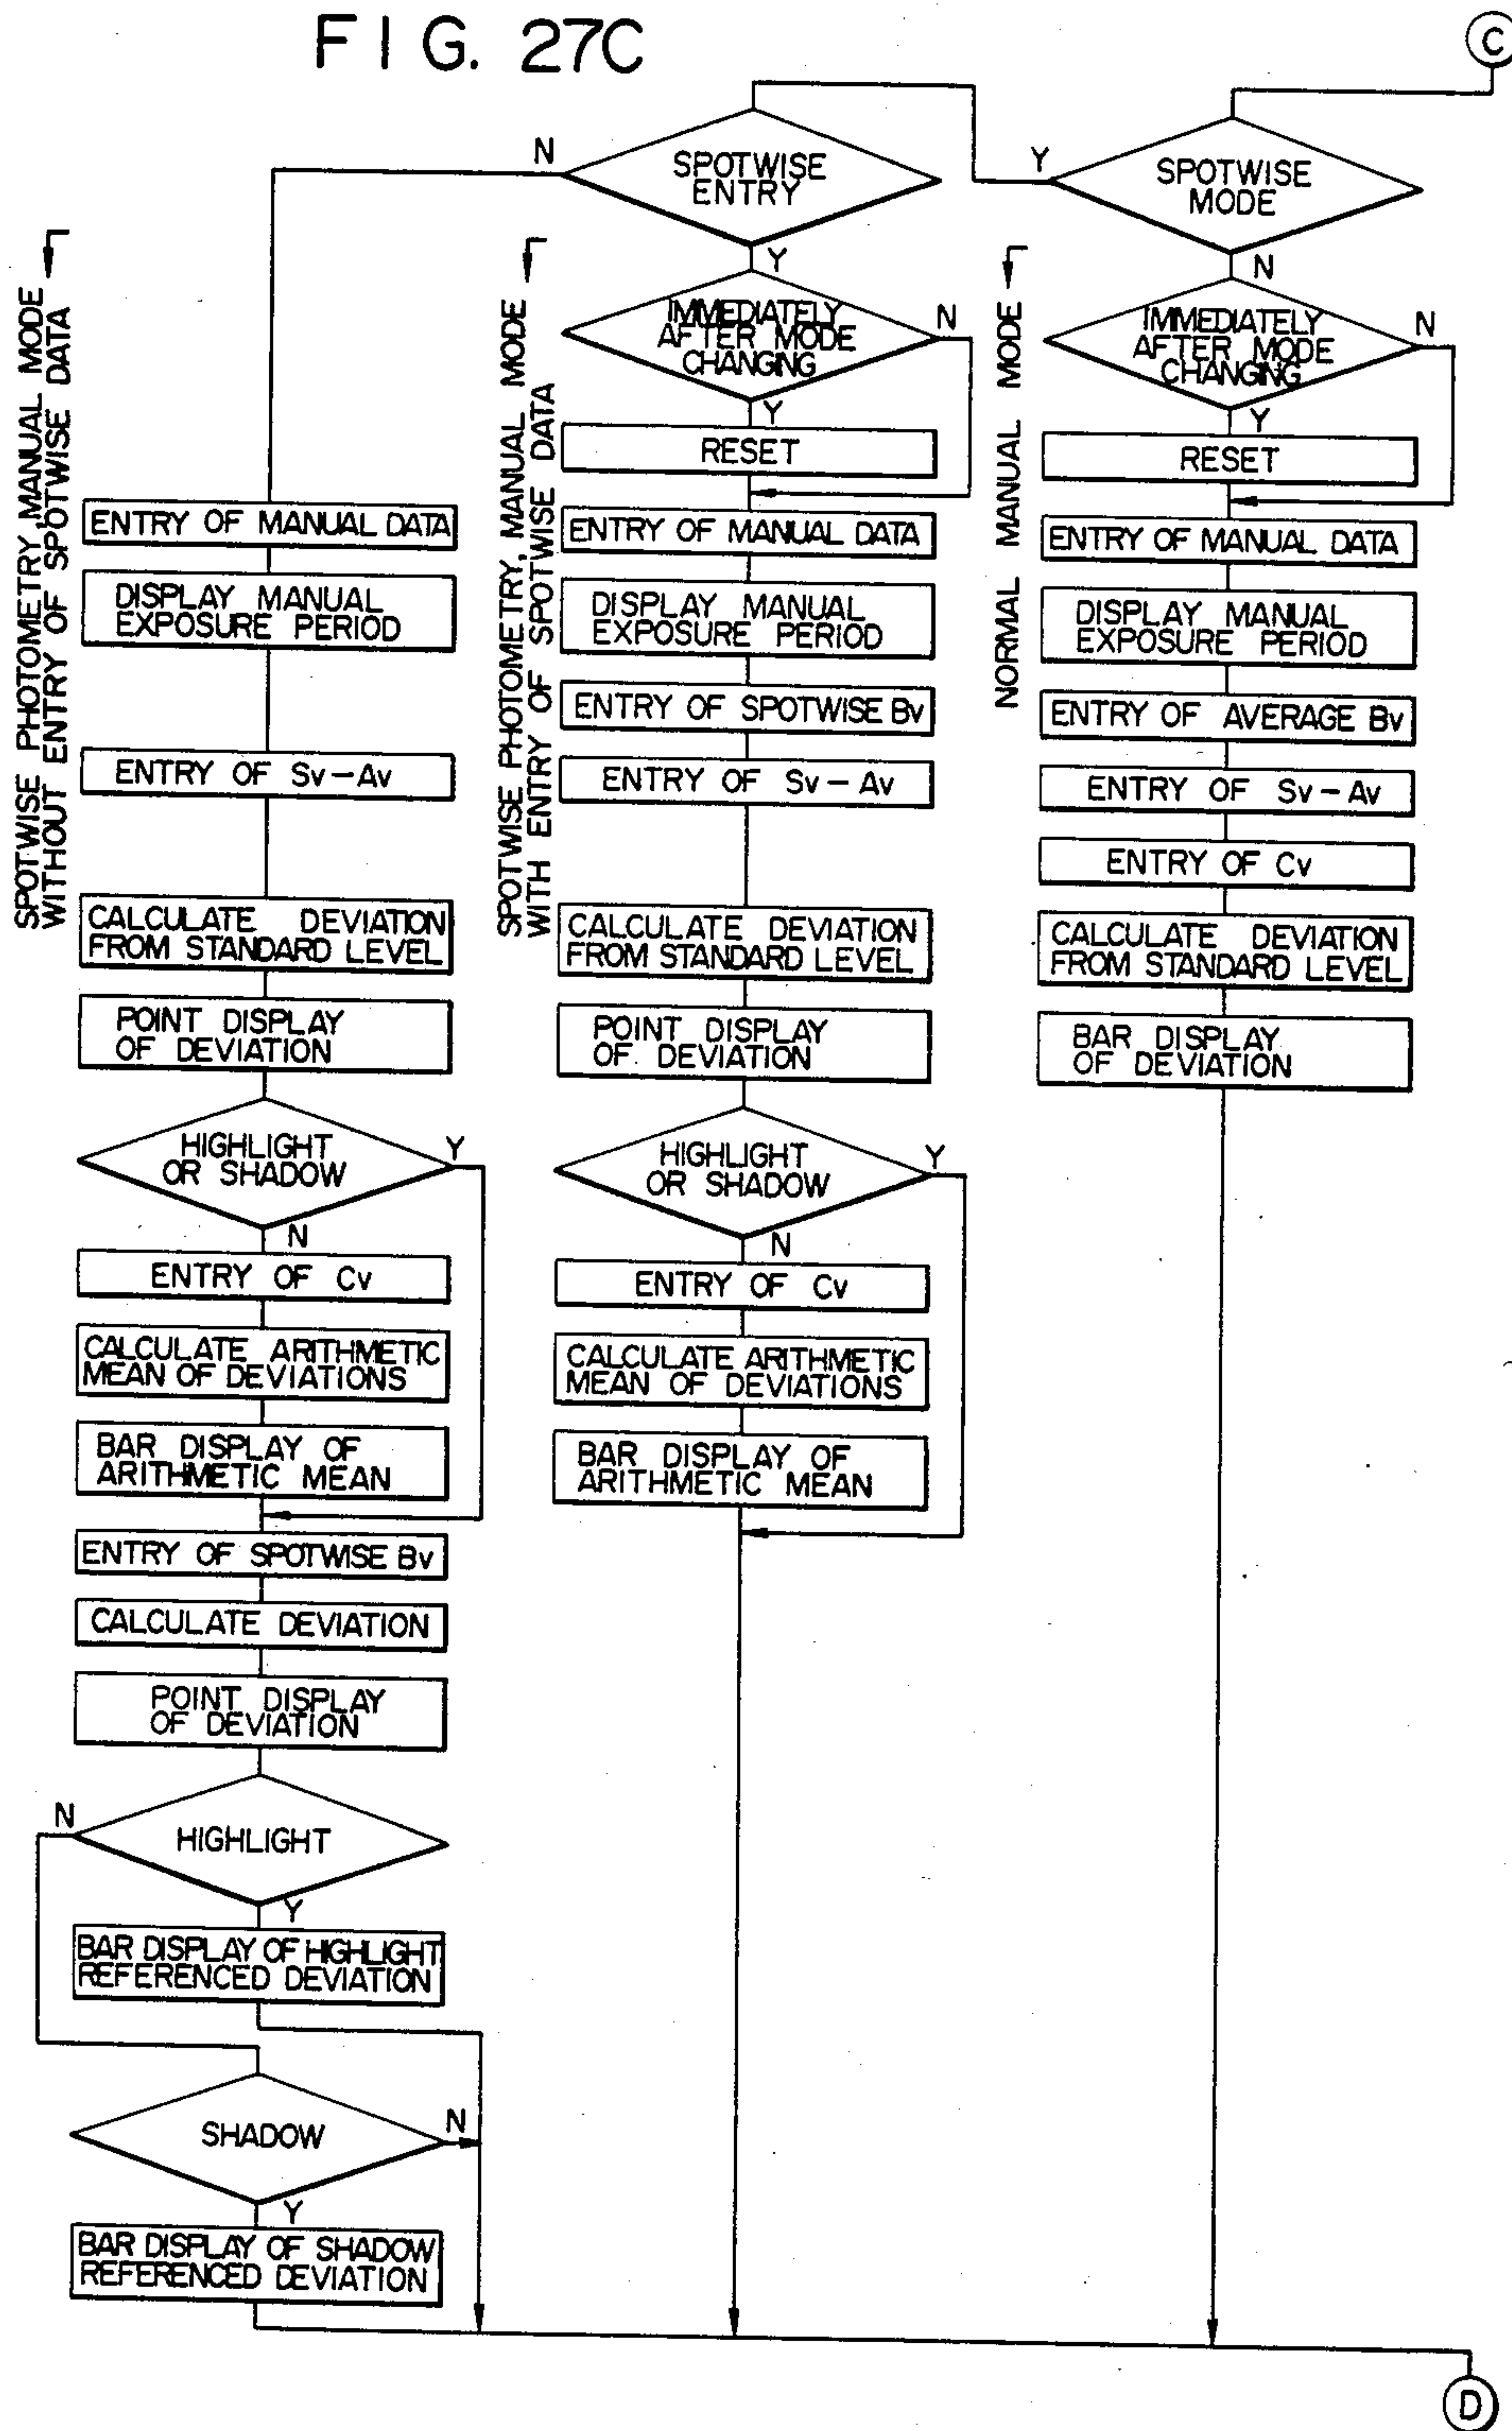 FIG. 27C
C
SPOTWISE
MODE
Y
N
SPOTWISE
ENTRY
N
Y
SPOTWISE PHOTOMETRY, MANUAL MODE
WITHOUT ENTRY OF SPOTWISE DATA
ENTRY OF MANUAL DATA
DISPLAY MANUAL
EXPOSURE PERIOD
ENTRY OF Sv-Av
CALCULATE DEVIATION
FROM STANDARD LEVEL
POINT DISPLAY
OF DEVIATION
HIGHLIGHT
OR SHADOW
Y
N
ENTRY OF Cv
CALCULATE ARITHMETIC
MEAN OF DEVIATIONS
BAR DISPLAY OF
ARITHMETIC MEAN
ENTRY OF SPOTWISE Bv
CALCULATE DEVIATION
POINT DISPLAY
OF DEVIATION
HIGHLIGHT
N
Y
BAR DISPLAY OF HIGHLIGHT
REFERENCED DEVIATION
SHADOW
N
Y
BAR DISPLAY OF SHADOW
REFERENCED DEVIATION
SPOTWISE PHOTOMETRY, MANUAL MODE
WITH ENTRY OF SPOTWISE DATA
IMMEDIATELY
AFTER MODE
CHANGING
N
Y
RESET
ENTRY OF MANUAL DATA
DISPLAY MANUAL
EXPOSURE PERIOD
ENTRY OF SPOTWISE Bv
ENTRY OF Sv-Av
CALCULATE DEVIATION
FROM STANDARD LEVEL
POINT DISPLAY
OF DEVIATION
HIGHLIGHT
OR SHADOW
Y
N
ENTRY OF Cv
CALCULATE ARITHMETIC
MEAN OF DEVIATIONS
BAR DISPLAY OF
ARITHMETIC MEAN
NORMAL MANUAL MODE
IMMEDIATELY
AFTER MODE
CHANGING
N
Y
RESET
ENTRY OF MANUAL DATA
DISPLAY MANUAL
EXPOSURE PERIOD
ENTRY OF AVERAGE Bv
ENTRY OF Sv-Av
ENTRY OF Cv
CALCULATE DEVIATION
FROM STANDARD LEVEL
BAR DISPLAY
OF DEVIATION
D